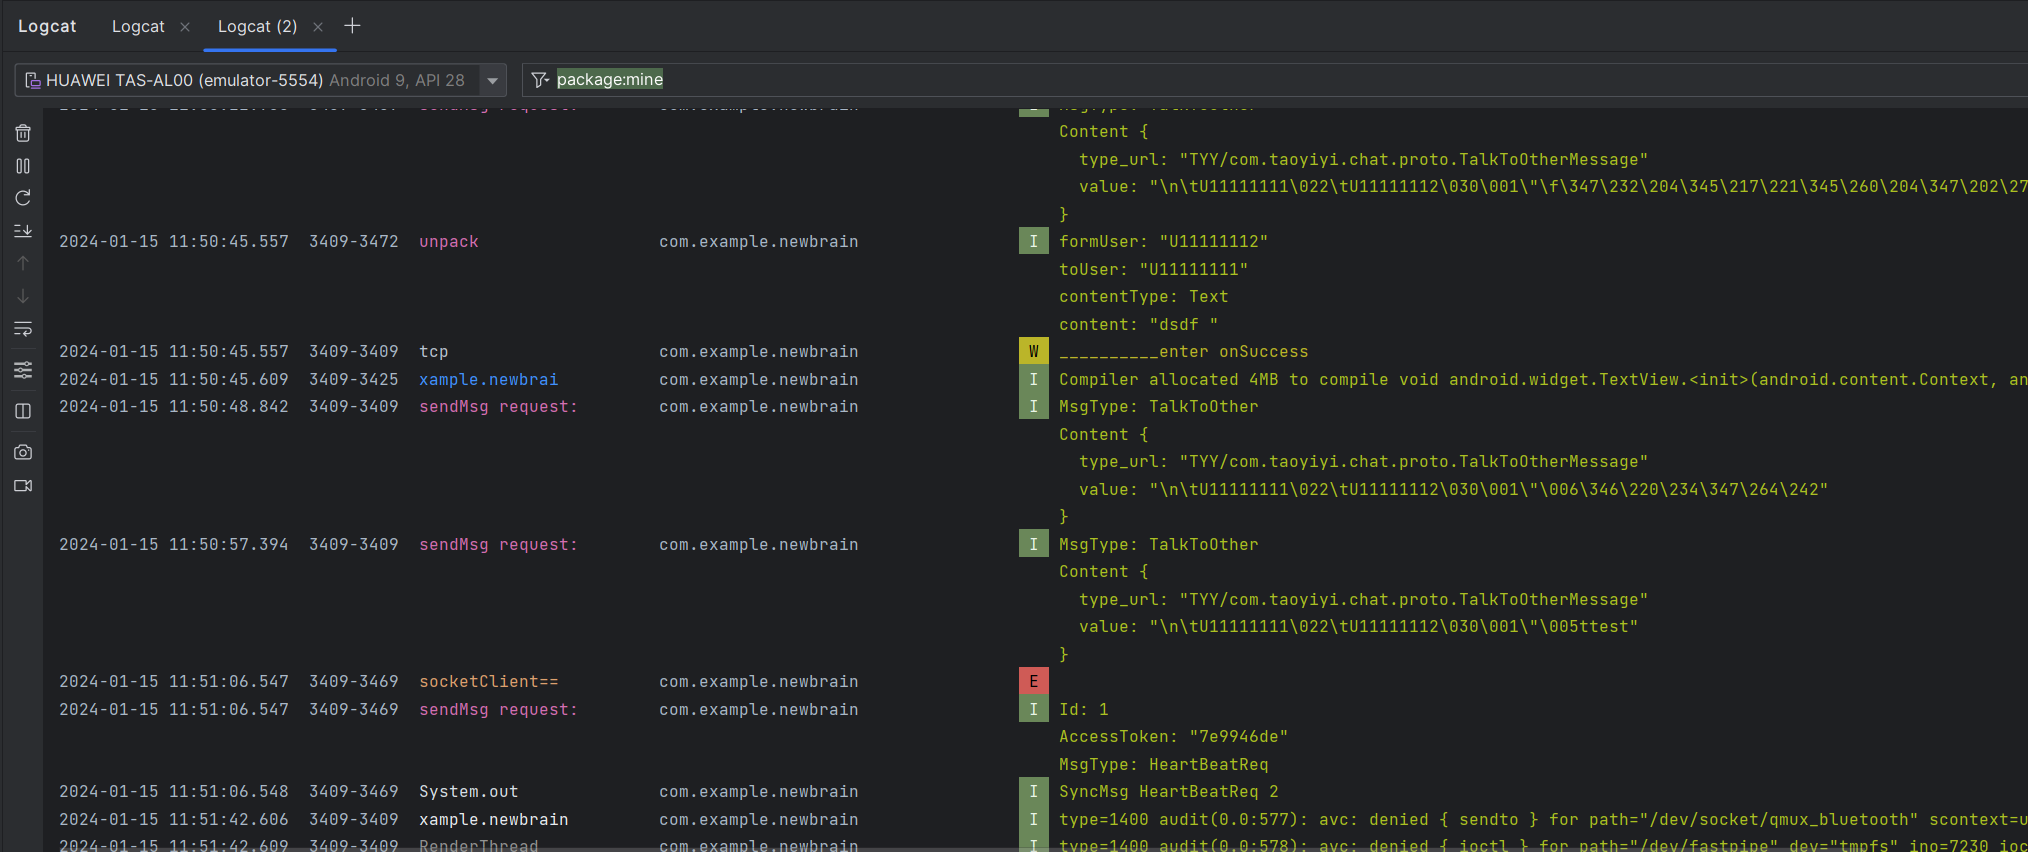 Logcat Logcat × Logcat (2) × +
HUAWEI TAS-AL00 (emulator-5554) Android 9, API 28 package:mine
sendMsg request: com.example.newbrain
Content {
type_url: "TYY/com.taoyiyi.chat.proto.TalkToOtherMessage"
value: "\n\tU11111111\022\tU11111112\030\001\"\f\347\232\204\345\217\221\345\260\204\347\202\27
}
2024-01-15 11:50:45.557 3409-3472 unpack com.example.newbrain I formUser: "U11111112"
toUser: "U11111111"
contentType: Text
content: "dsdf "
2024-01-15 11:50:45.557 3409-3409 tcp com.example.newbrain W __________enter onSuccess
2024-01-15 11:50:45.609 3409-3425 xample.newbrai com.example.newbrain I Compiler allocated 4MB to compile void android.widget.TextView.<init>(android.content.Context, an
2024-01-15 11:50:48.842 3409-3409 sendMsg request: com.example.newbrain I MsgType: TalkToOther
Content {
type_url: "TYY/com.taoyiyi.chat.proto.TalkToOtherMessage"
value: "\n\tU11111111\022\tU11111112\030\001\"\006\346\220\234\347\264\242"
}
2024-01-15 11:50:57.394 3409-3409 sendMsg request: com.example.newbrain I MsgType: TalkToOther
Content {
type_url: "TYY/com.taoyiyi.chat.proto.TalkToOtherMessage"
value: "\n\tU11111111\022\tU11111112\030\001\"\005ttest"
}
2024-01-15 11:51:06.547 3409-3469 socketClient== com.example.newbrain E
2024-01-15 11:51:06.547 3409-3469 sendMsg request: com.example.newbrain I Id: 1
AccessToken: "7e9946de"
MsgType: HeartBeatReq
2024-01-15 11:51:06.548 3409-3469 System.out com.example.newbrain I SyncMsg HeartBeatReq 2
2024-01-15 11:51:42.606 3409-3409 xample.newbrain com.example.newbrain I type=1400 audit(0.0:577): avc: denied { sendto } for path="/dev/socket/qmux_bluetooth" scontext=u
2024-01-15 11:51:42.609 3409-3409 RenderThread com.example.newbrain I type=1400 audit(0.0:578): avc: denied { ioctl } for path="/dev/fastpipe" dev="tmpfs" ino=7230 ioc